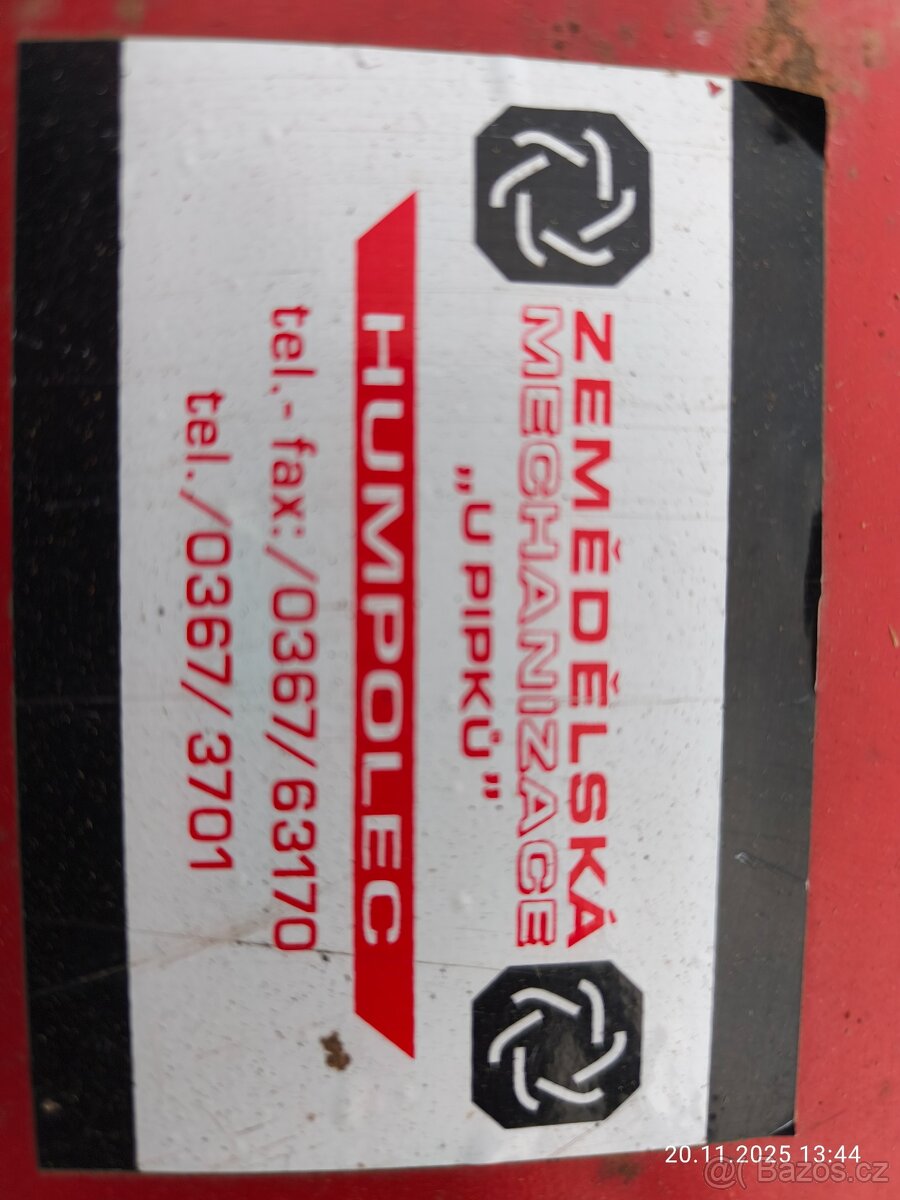 ZEMĚDĚLSKÁ
MECHANIZACE
„U PIPKŮ”
HUMPOLEC
tel.- fax:/0367/63170
tel./0367/3701
20.11.2025 13:44
Bazoš.cz